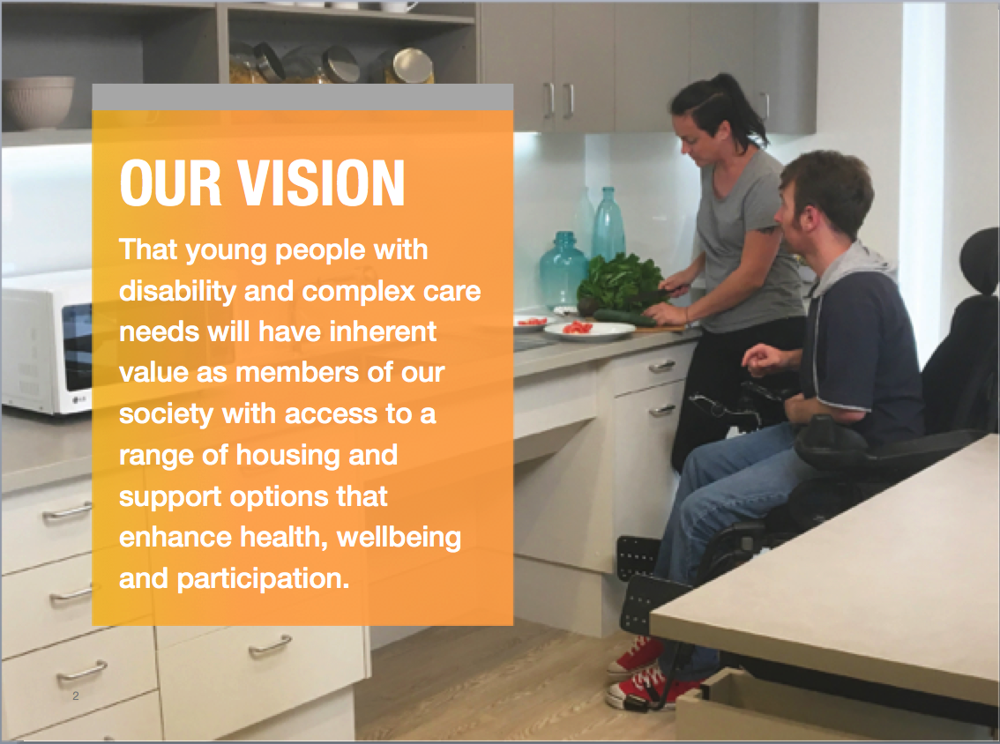 OUR VISION
That young people with
disability and complex care
needs will have inherent
value as members of our
society with access to a
range of housing and
support options that
enhance health, wellbeing
and participation.
LG
2